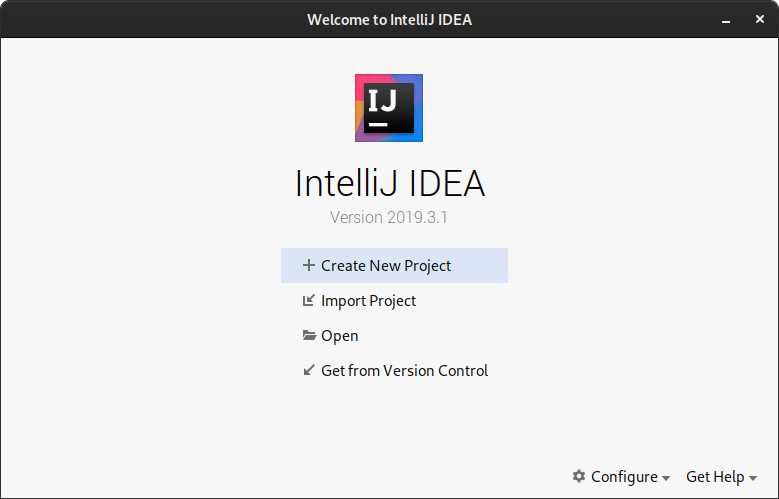 Welcome to IntelliJ IDEA
IJ
IntelliJ IDEA
Version 2019.3.1
Create New Project
Import Project
Open
Get from Version Control
Configure Get Help